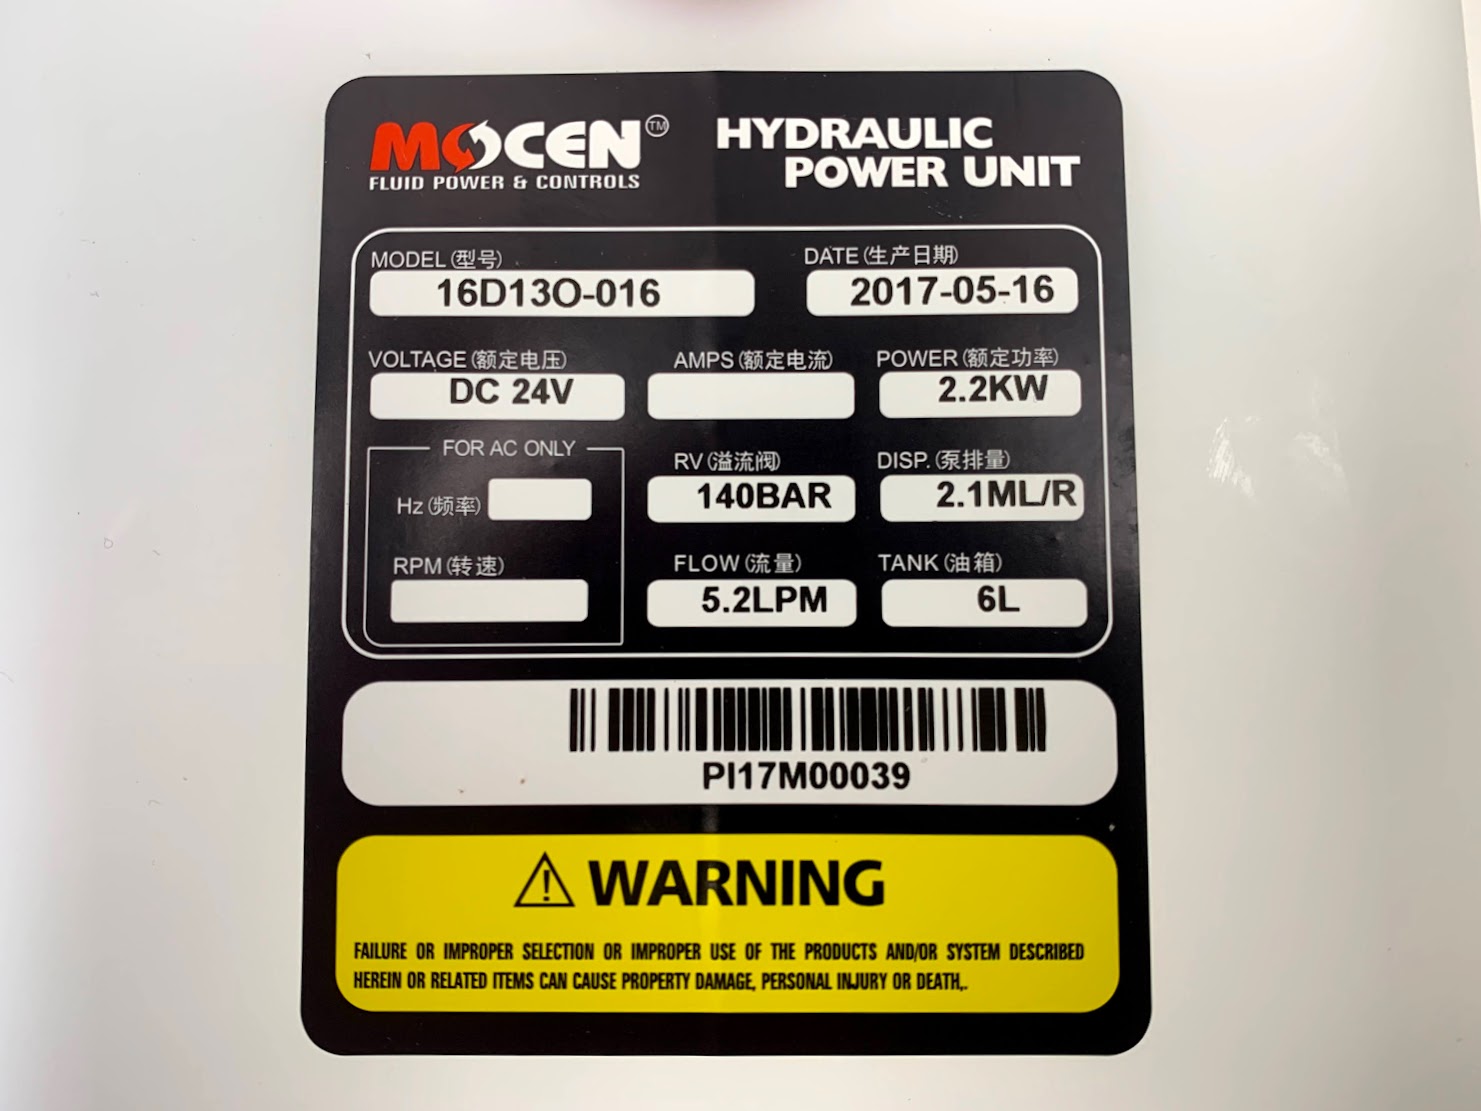 MOCEN TM
FLUID POWER & CONTROLS
HYDRAULIC
POWER UNIT
MODEL (型号)
16D13O-016
DATE (生产日期)
2017-05-16
VOLTAGE (额定电压)
DC 24V
AMPS (额定电流)
POWER (额定功率)
2.2KW
FOR AC ONLY
Hz (频率)
RPM (转速)
RV (溢流阀)
140BAR
DISP. (泵排量)
2.1ML/R
FLOW (流量)
5.2LPM
TANK (油箱)
6L
PI17M00039
WARNING
FAILURE OR IMPROPER SELECTION OR IMPROPER USE OF THE PRODUCTS AND/OR SYSTEM DESCRIBED
HEREIN OR RELATED ITEMS CAN CAUSE PROPERTY DAMAGE, PERSONAL INJURY OR DEATH,.